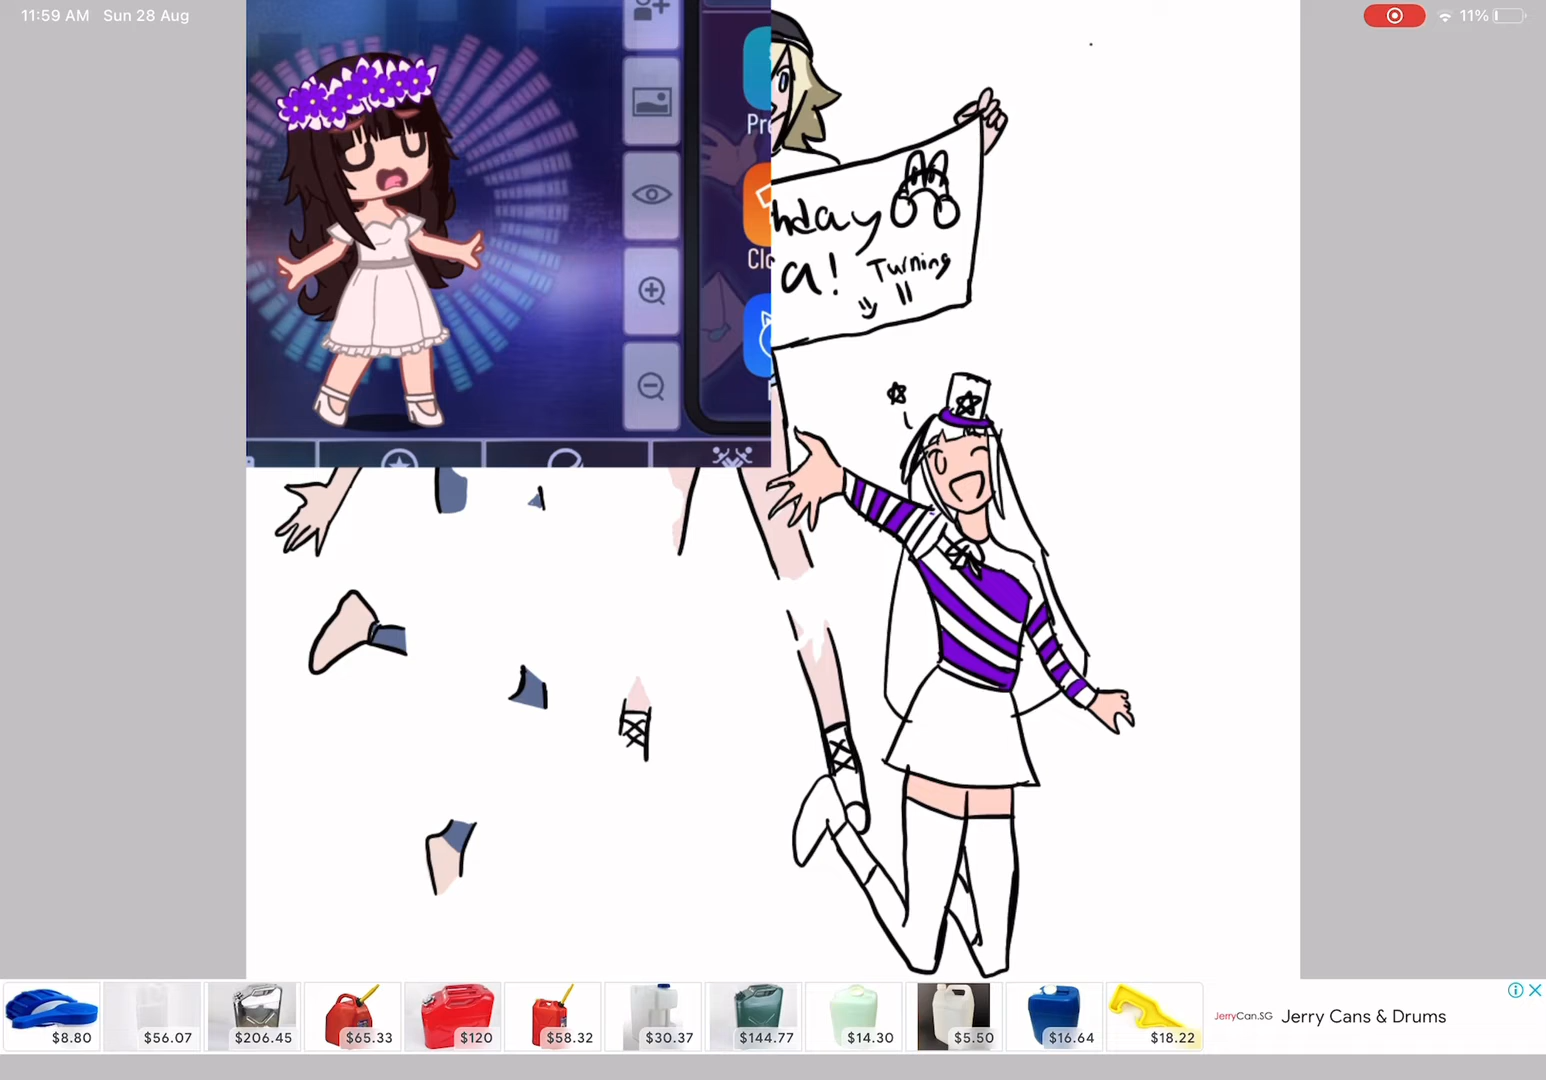 11:59 AM Sun 28 Aug
11%
Pr
Clo
hday
a!
Turning
11
$8.80
$56.07
$206.45
$65.33
$120
$58.32
$30.37
$144.77
$14.30
$5.50
$16.64
$18.22
JerryCan.SG
Jerry Cans & Drums